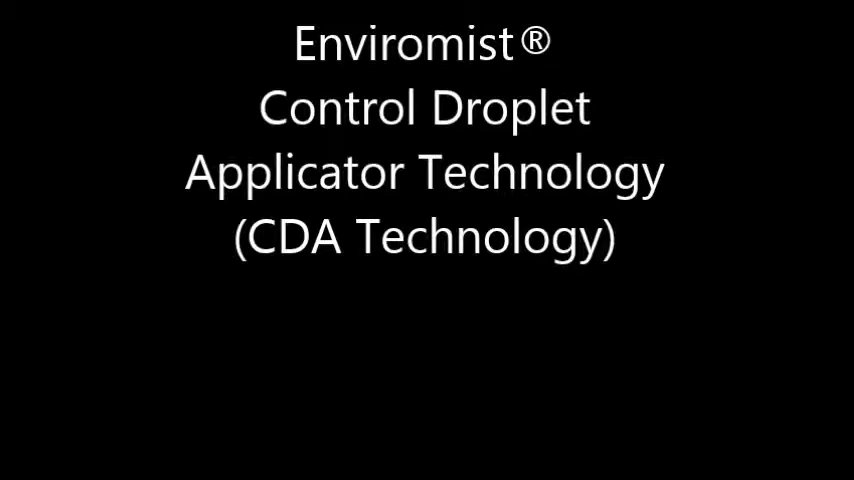 Enviromist®
Control Droplet
Applicator Technology
(CDA Technology)